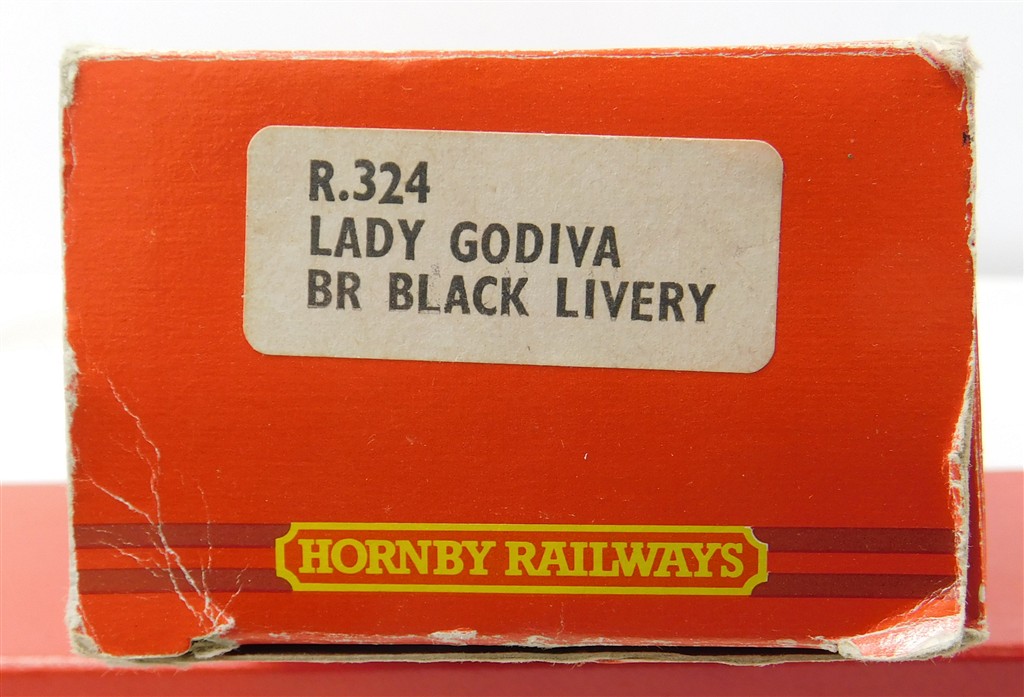 R.324
LADY GODIVA
BR BLACK LIVERY
HORNBY RAILWAYS